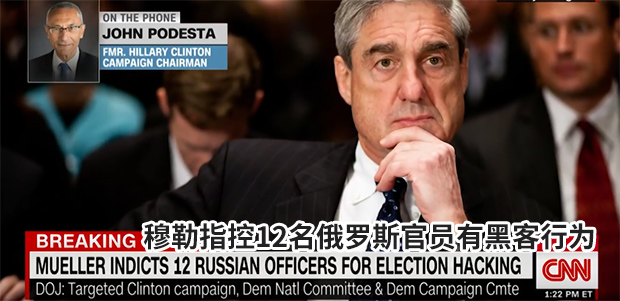 ON THE PHONE
JOHN PODESTA
FMR. HILLARY CLINTON
CAMPAIGN CHAIRMAN
BREAKING
穆勒指控12名俄罗斯官员有黑客行为
MUELLER INDICTS 12 RUSSIAN OFFICERS FOR ELECTION HACKING
CNN
DOJ: Targeted Clinton campaign, Dem Natl Committee & Dem Campaign Cmte
1:22 PM ET